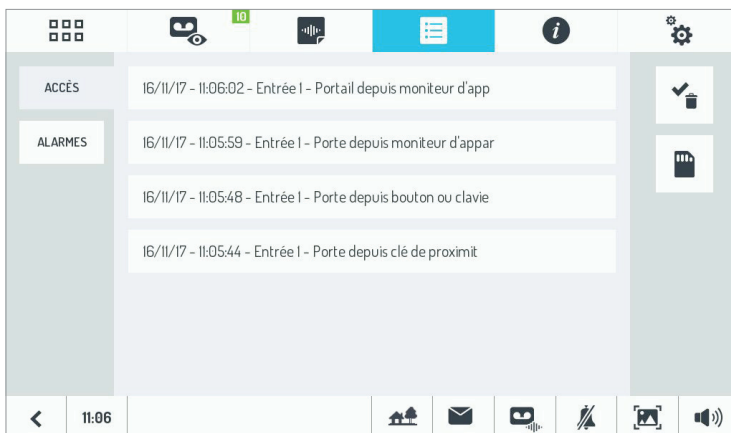 10
ACCÈS
16/11/17 - 11:06:02 - Entrée 1 - Portail depuis moniteur d'app
ALARMES
16/11/17 - 11:05:59 - Entrée 1 - Porte depuis moniteur d'appar
16/11/17 - 11:05:48 - Entrée 1 - Porte depuis bouton ou clavie
16/11/17 - 11:05:44 - Entrée 1 - Porte depuis clé de proximit
11:06